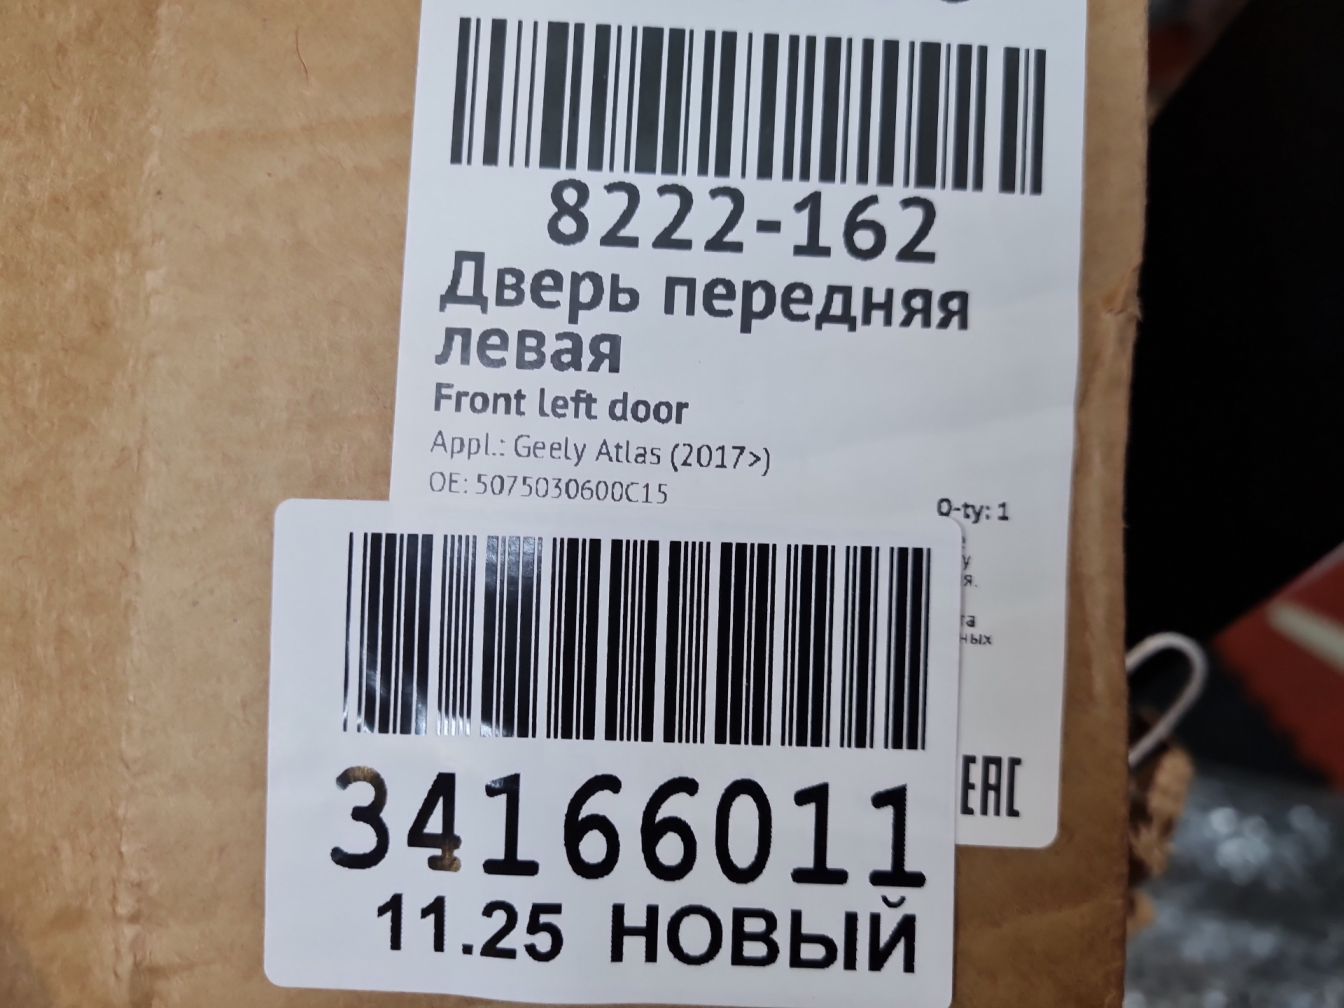 8222-162
Дверь передняя
левая
Front left door
Appl.: Geely Atlas (2017>)
OE: 5075030600C15
Q-ty: 1
EAC
34166011
11.25 НОВЫЙ